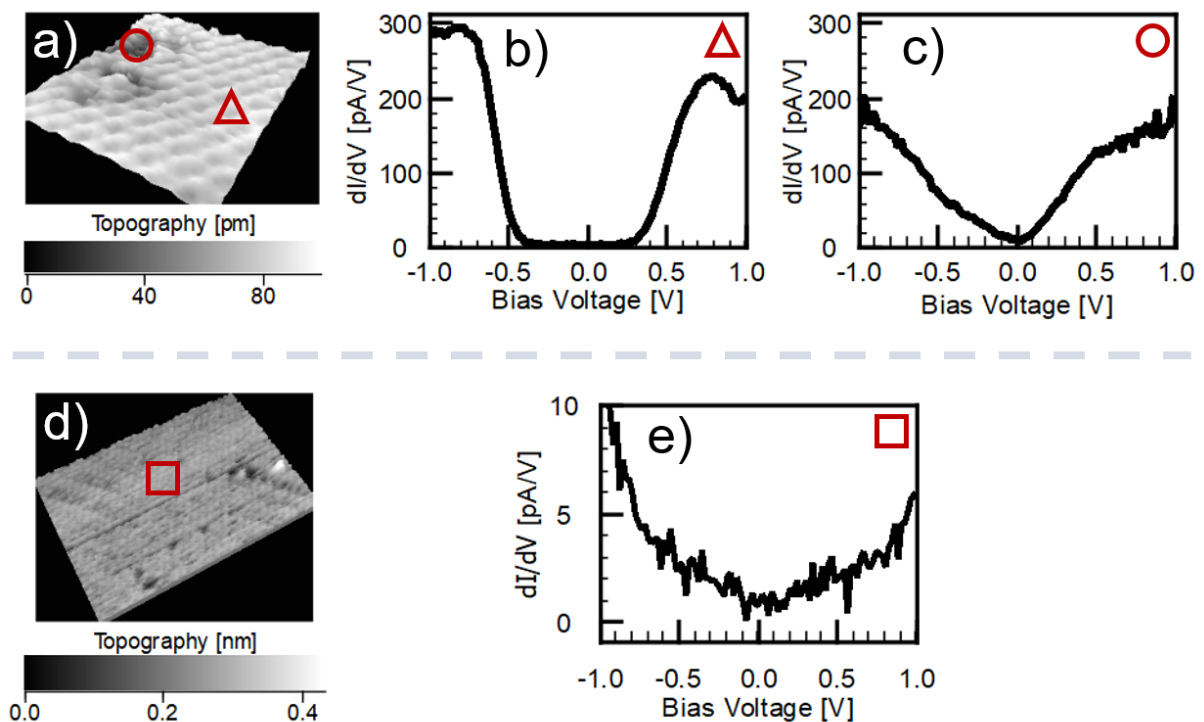 a)
Topography [pm]
0 40 80
b)
dI/dV [pA/V]
300
200
100
0
-1.0 -0.5 0.0 0.5 1.0
Bias Voltage [V]
c)
dI/dV [pA/V]
300
200
100
0
-1.0 -0.5 0.0 0.5 1.0
Bias Voltage [V]
d)
Topography [nm]
0.0 0.2 0.4
e)
dI/dV [pA/V]
10
5
0
-1.0 -0.5 0.0 0.5 1.0
Bias Voltage [V]